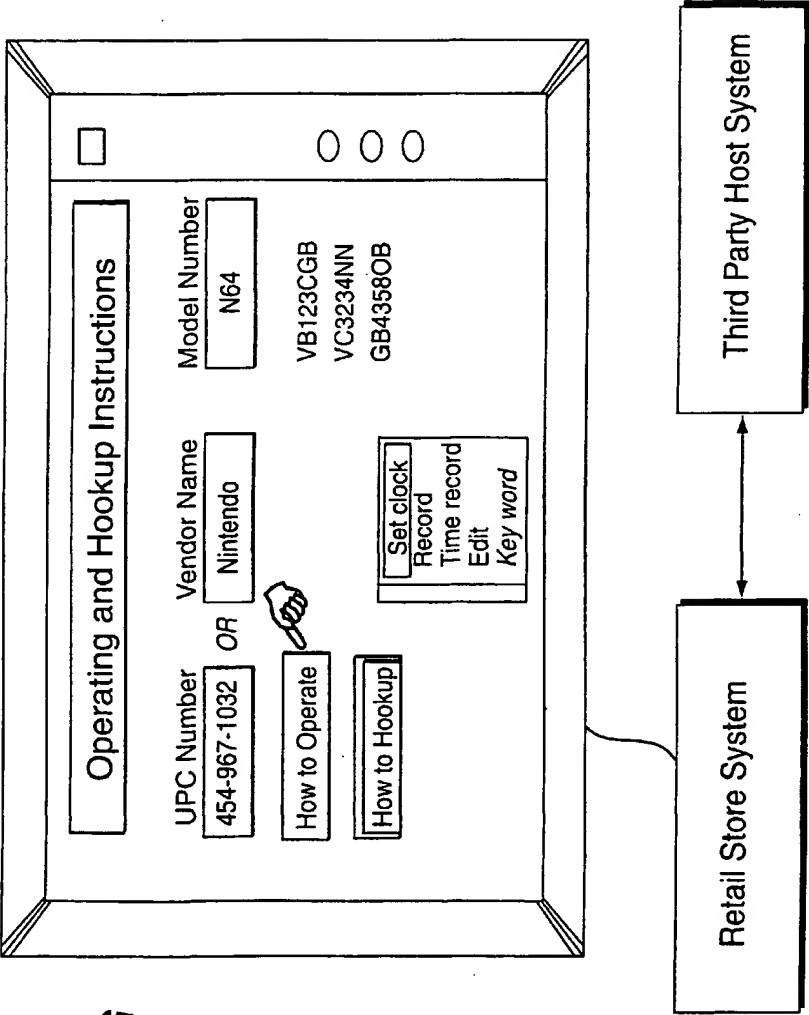 Operating and Hookup Instructions
UPC Number
454-967-1032
OR
Vendor Name
Nintendo
Model Number
N64
How to Operate
How to Hookup
VB123CGB
VC3234NN
GB4358OB
Set clock
Record
Time record
Edit
Key word
Retail Store System
Third Party Host System